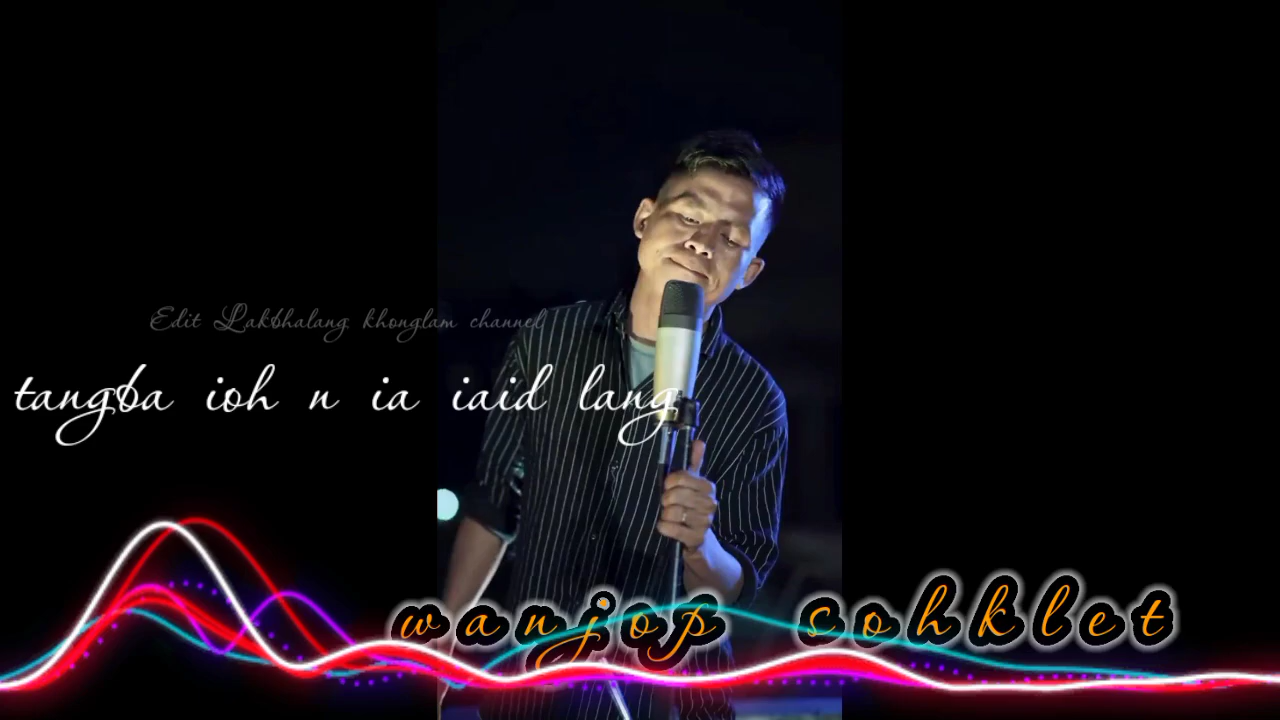 Edit Lakbhalang khonglam channel
tangba ioh n ia iaid lang
wanjop sohklet